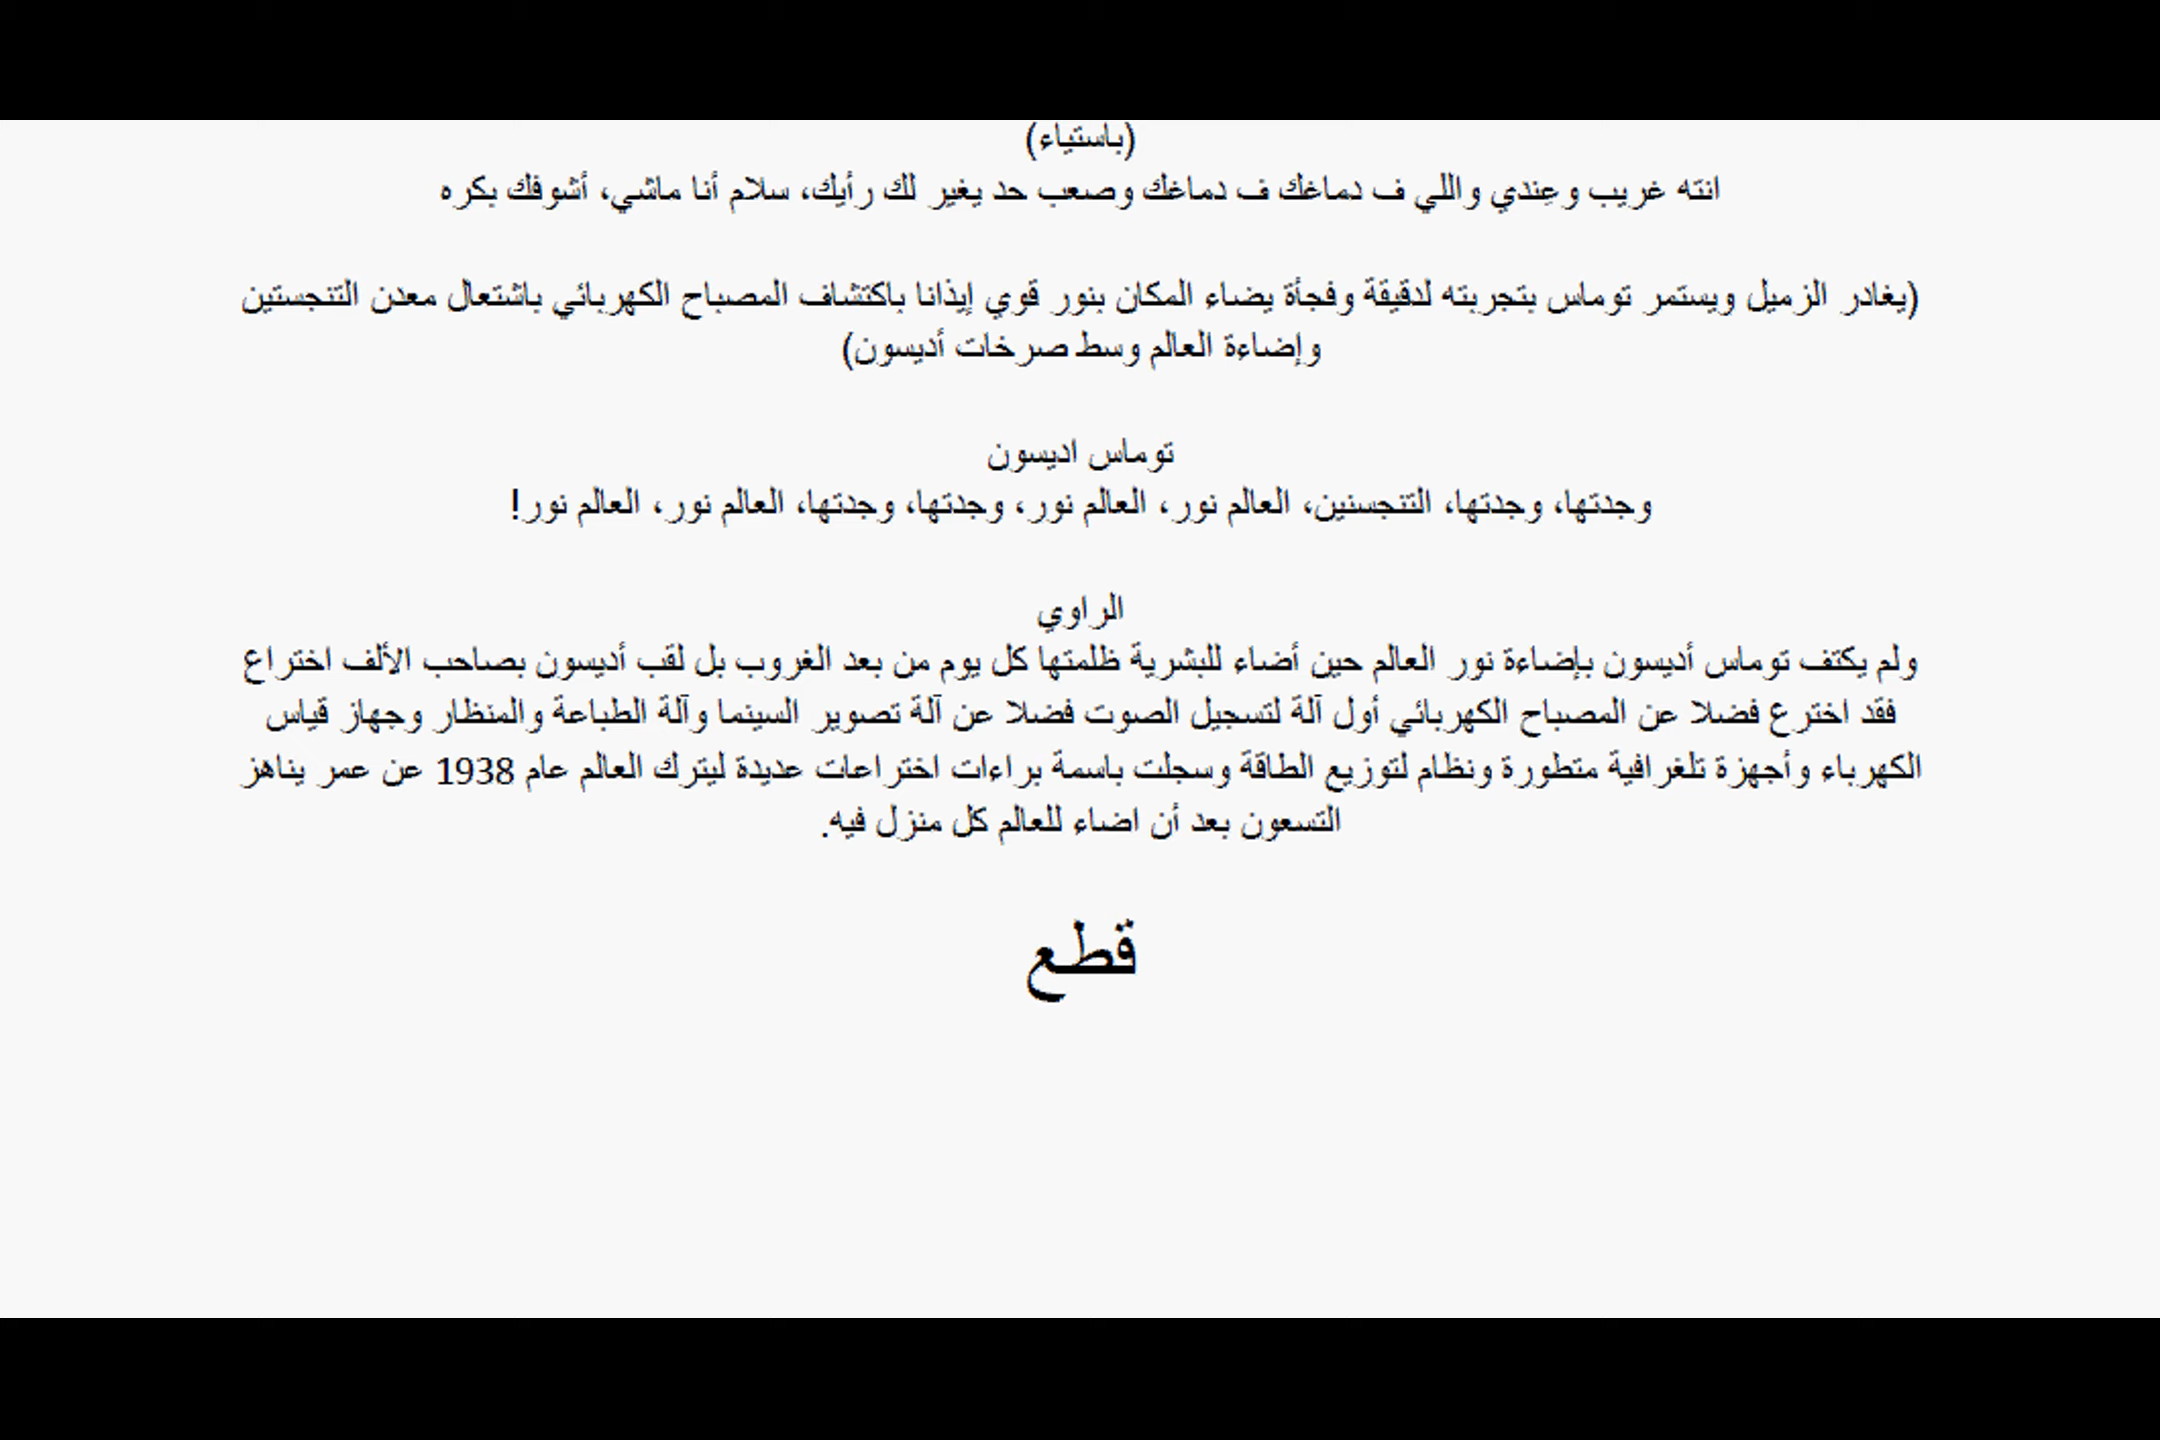 (باستياء)
انته غريب وعِندي واللي ف دماغك ف دماغك وصعب حد يغير لك رأيك، سلام أنا ماشي، أشوفك بكره
(يغادر الزميل ويستمر توماس بتجربته لدقيقة وفجأة يضاء المكان بنور قوي إيذانا باكتشاف المصباح الكهربائي باشتعال معدن التنجستين
وإضاءة العالم وسط صرخات أديسون)
توماس اديسون
وجدتها، وجدتها، التنجسنين، العالم نور، العالم نور، وجدتها، وجدتها، العالم نور، العالم نور!
الراوي
ولم يكتف توماس أديسون بإضاءة نور العالم حين أضاء للبشرية ظلمتها كل يوم من بعد الغروب بل لقب أديسون بصاحب الألف اختراع
فقد اخترع فضلا عن المصباح الكهربائي أول آلة لتسجيل الصوت فضلا عن آلة تصوير السينما وآلة الطباعة والمنظار وجهاز قياس
الكهرباء وأجهزة تلغرافية متطورة ونظام لتوزيع الطاقة وسجلت باسمة براءات اختراعات عديدة ليترك العالم عام 1938 عن عمر يناهز
التسعون بعد أن اضاء للعالم كل منزل فيه.
قطع